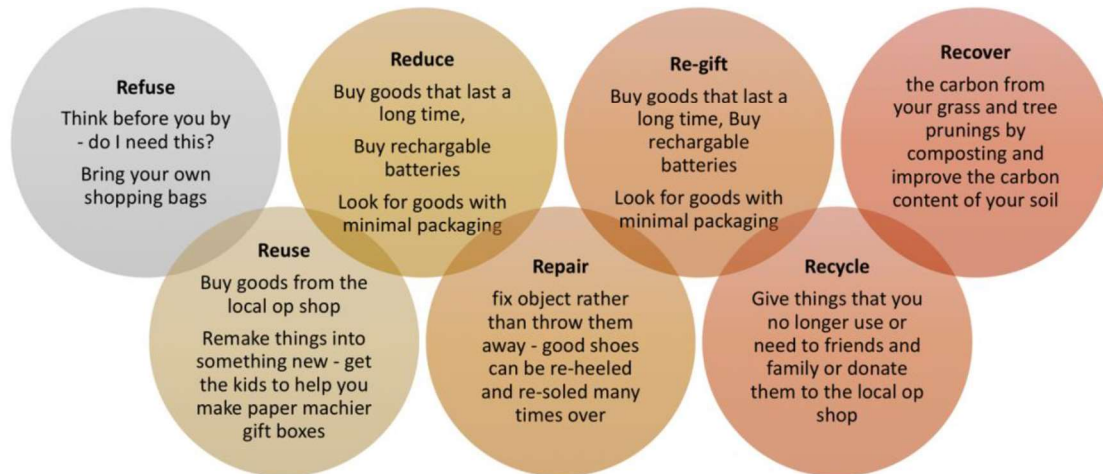 Refuse
Think before you by
- do I need this?
Bring your own
shopping bags
Reuse
Buy goods from the
local op shop
Remake things into
something new - get
the kids to help you
make paper machier
gift boxes
Reduce
Buy goods that last a
long time,
Buy rechargable
batteries
Look for goods with
minimal packaging
Repair
fix object rather
than throw them
away - good shoes
can be re-heeled
and re-soled many
times over
Re-gift
Buy goods that last a
long time, Buy
rechargable
batteries
Look for goods with
minimal packaging
Recycle
Give things that you
no longer use or
need to friends and
family or donate
them to the local op
shop
Recover
the carbon from
your grass and tree
prunings by
composting and
improve the carbon
content of your soil